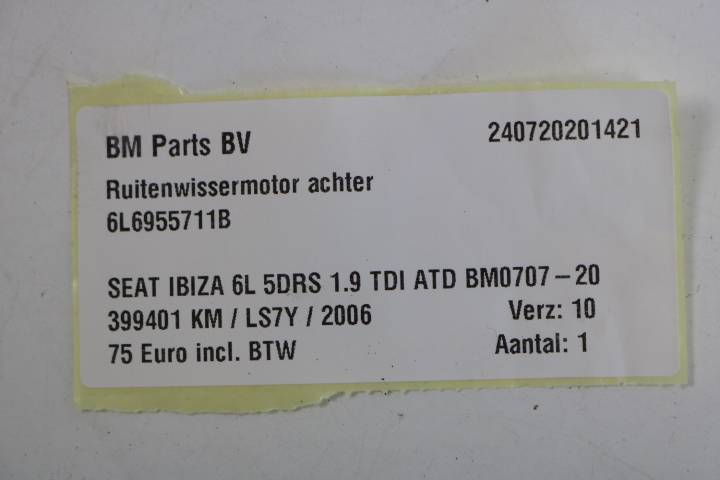 BM Parts BV 240720201421
Ruitenwissermotor achter
6L6955711B
SEAT IBIZA 6L 5DRS 1.9 TDI ATD BM0707-20
399401 KM / LS7Y / 2006 Verz: 10
75 Euro incl. BTW Aantal: 1